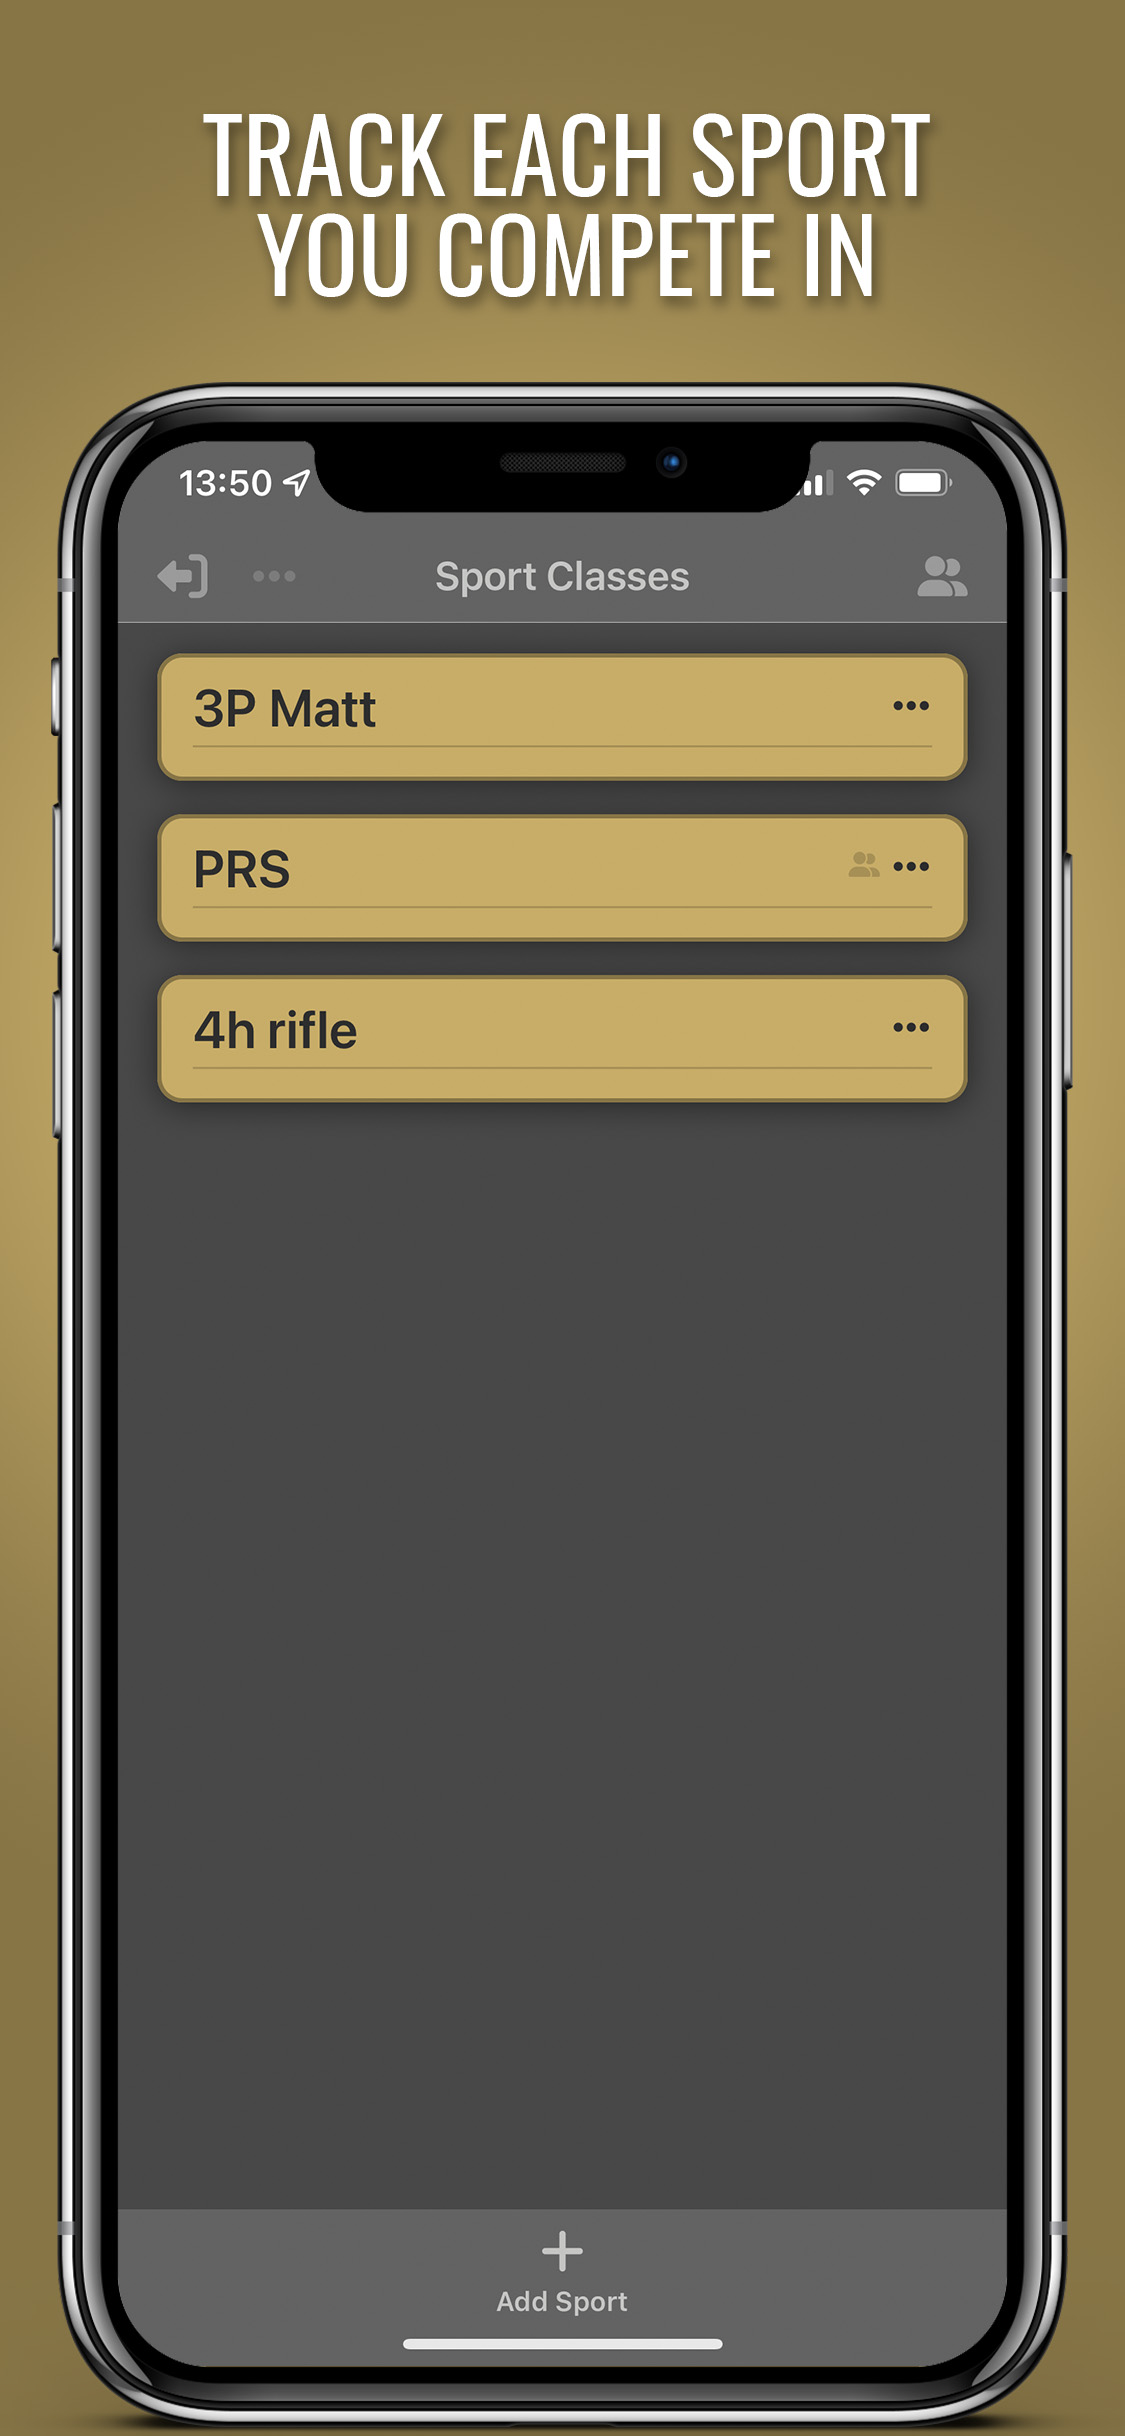 TRACK EACH SPORT
YOU COMPETE IN
13:50
Sport Classes
3P Matt
PRS
4h rifle
Add Sport